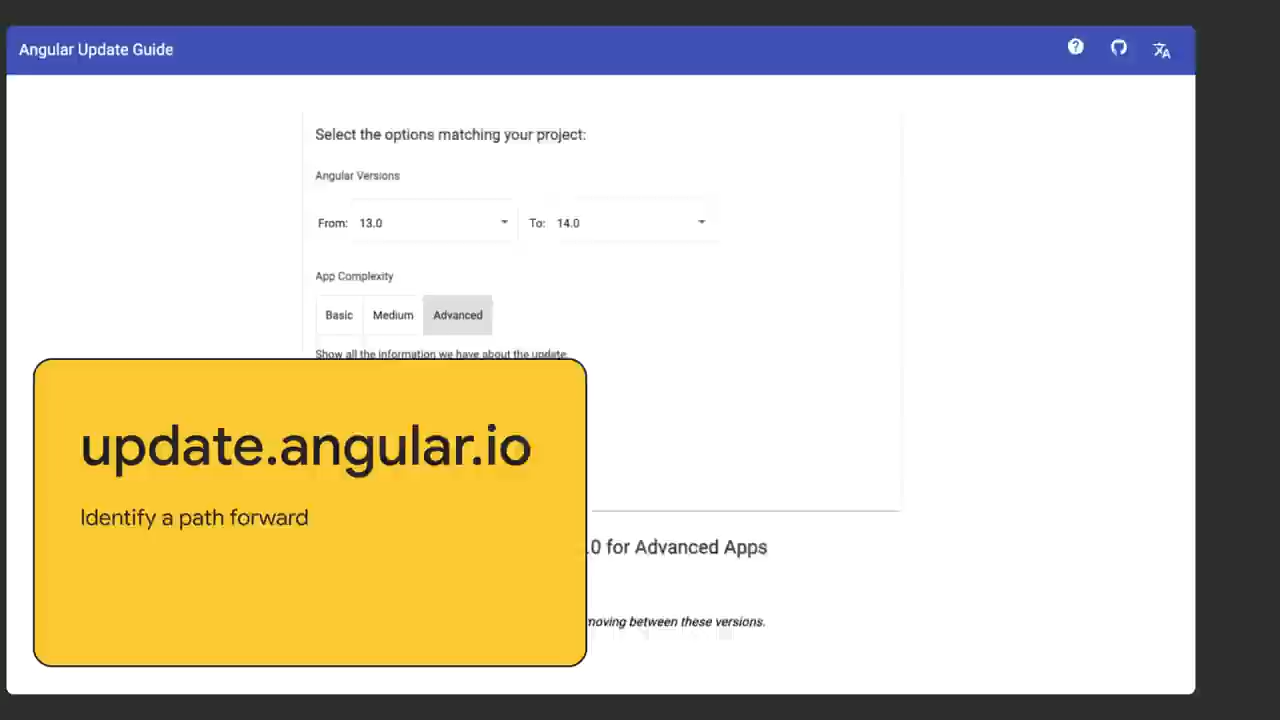 Angular Update Guide
Select the options matching your project:
Angular Versions
From: 13.0 To: 14.0
App Complexity
Basic Medium Advanced
Show all the information we have about the update.
update.angular.io
Identify a path forward
.0 for Advanced Apps
moving between these versions.